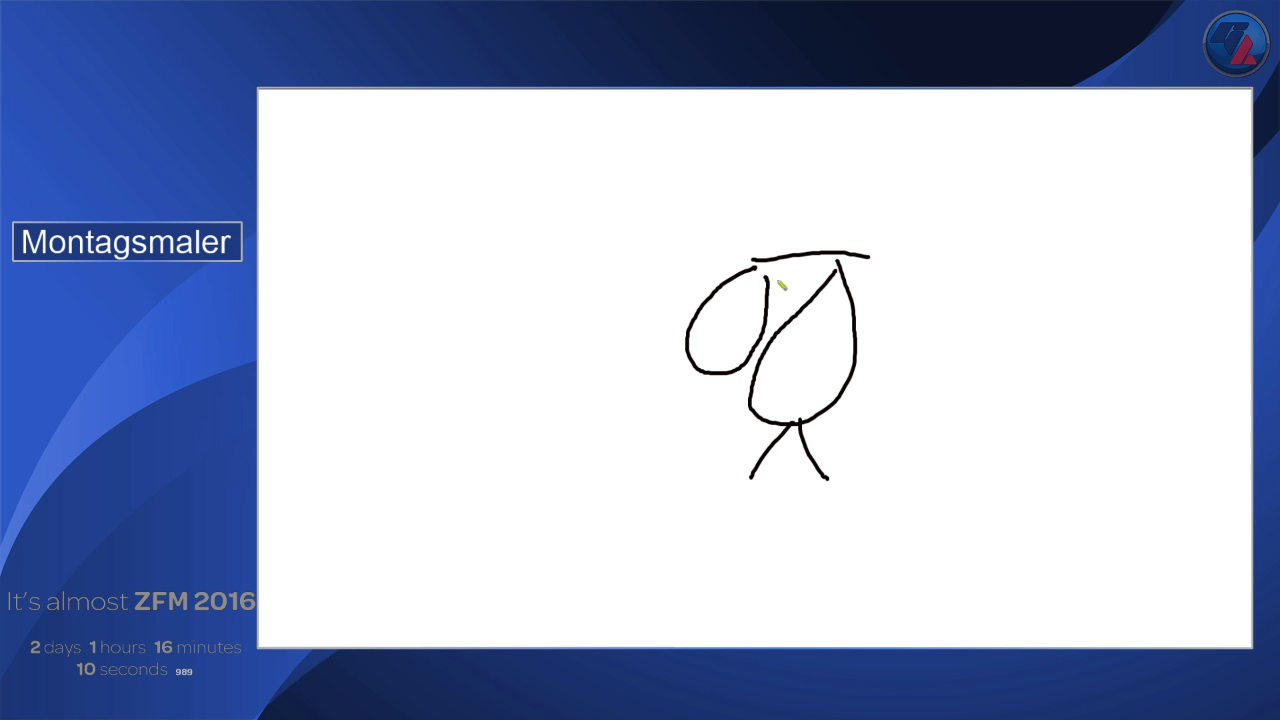 Montagsmaler
It's almost ZFM 2016
2 days 1 hours 16 minutes
10 seconds 989